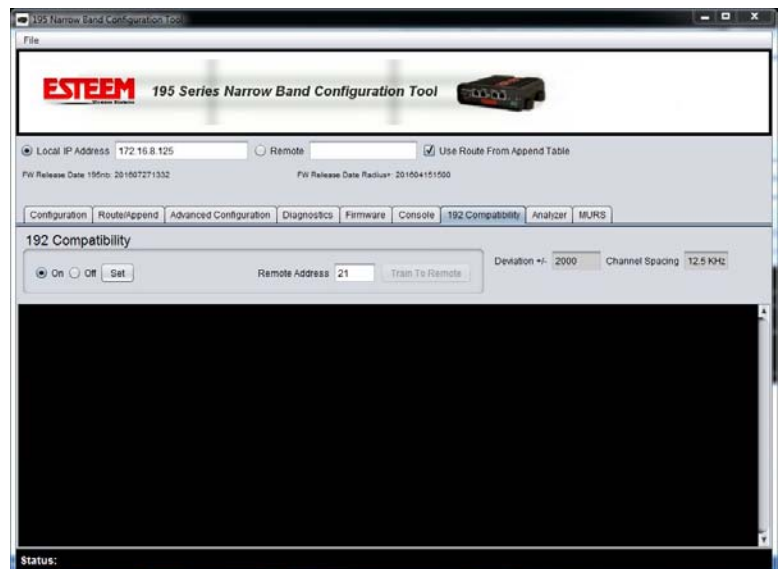 195 Narrow Band Configuration Tool
File
ESTEEM
195 Series Narrow Band Configuration Tool
Local IP Address 172.16.8.125 Remote Use Route From Append Table
FW Release Date 195nb: 201607271332 FW Release Date Radius+: 201604151500
Configuration Route/Append Advanced Configuration Diagnostics Firmware Console 192 Compatibility Analyzer MURS
192 Compatibility
On Off Set Remote Address 21 Train To Remote Deviation +/- 2000 Channel Spacing 12.5 KHz
Status: